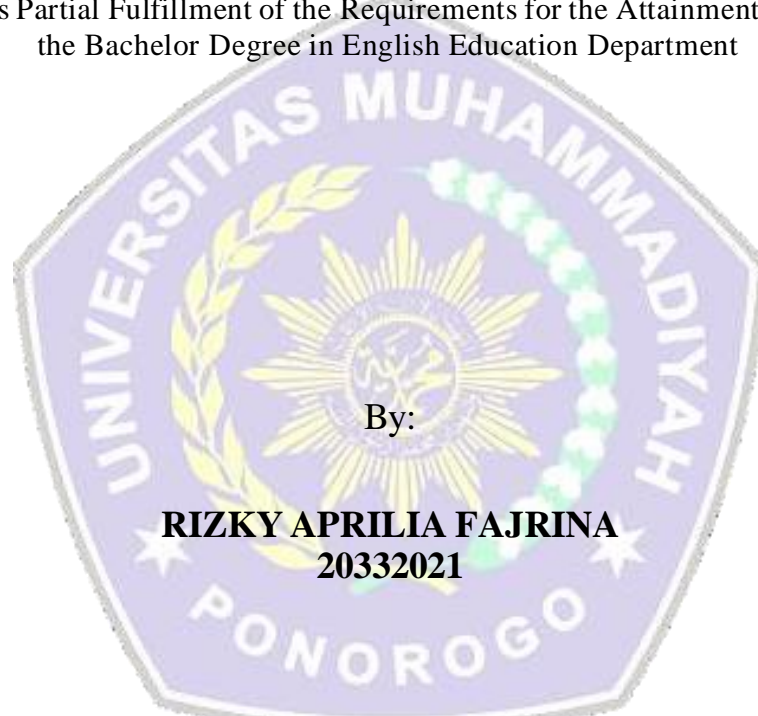 s Partial Fulfillment of the Requirements for the Attainment
the Bachelor Degree in English Education Department
UNIVERSITAS MUHAMMADIYAH
By:
RIZKY APRILIA FAJRINA
20332021
PONOROGO